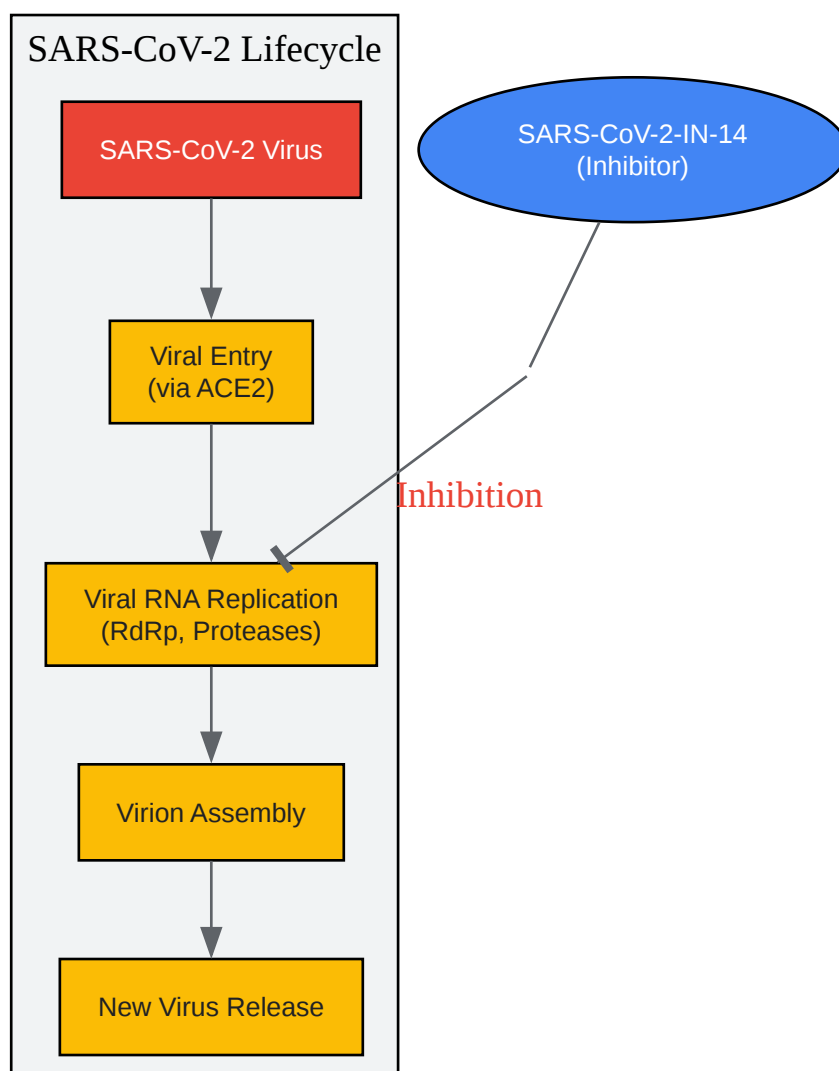 SARS-CoV-2 Lifecycle
SARS-CoV-2 Virus
SARS-CoV-2-IN-14
(Inhibitor)
Viral Entry
(via ACE2)
Inhibition
Viral RNA Replication
(RdRp, Proteases)
Virion Assembly
New Virus Release